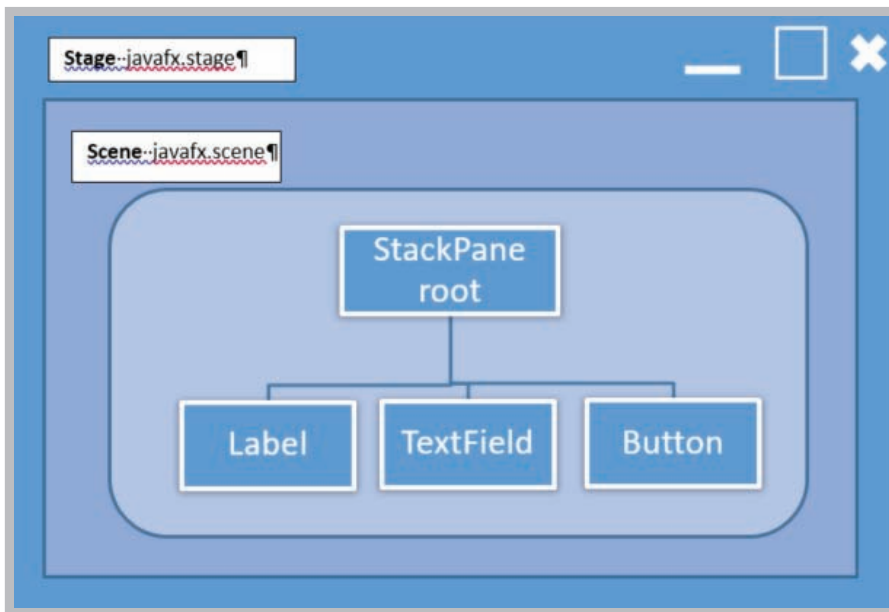 Stage··javafx.stage¶
Scene··javafx.scene¶
StackPane
root
Label
TextField
Button